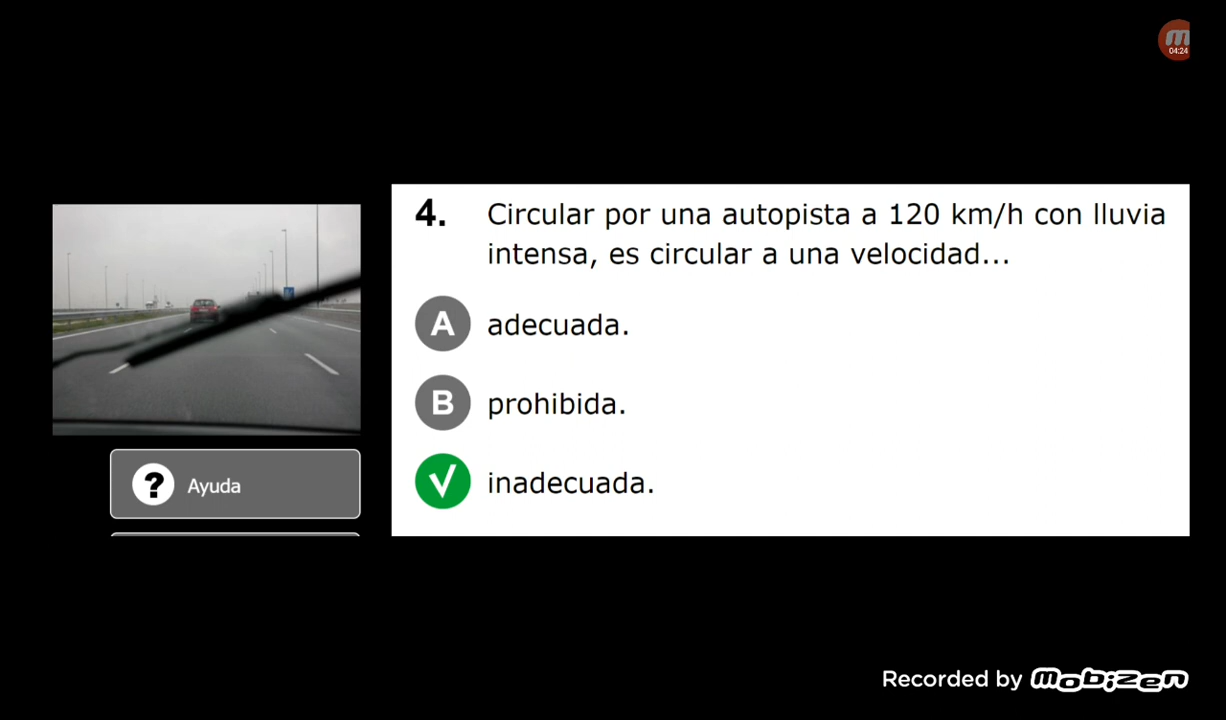 m
04:24
4. Circular por una autopista a 120 km/h con lluvia
intensa, es circular a una velocidad...
A adecuada.
B prohibida.
inadecuada.
? Ayuda
Recorded by mobizen